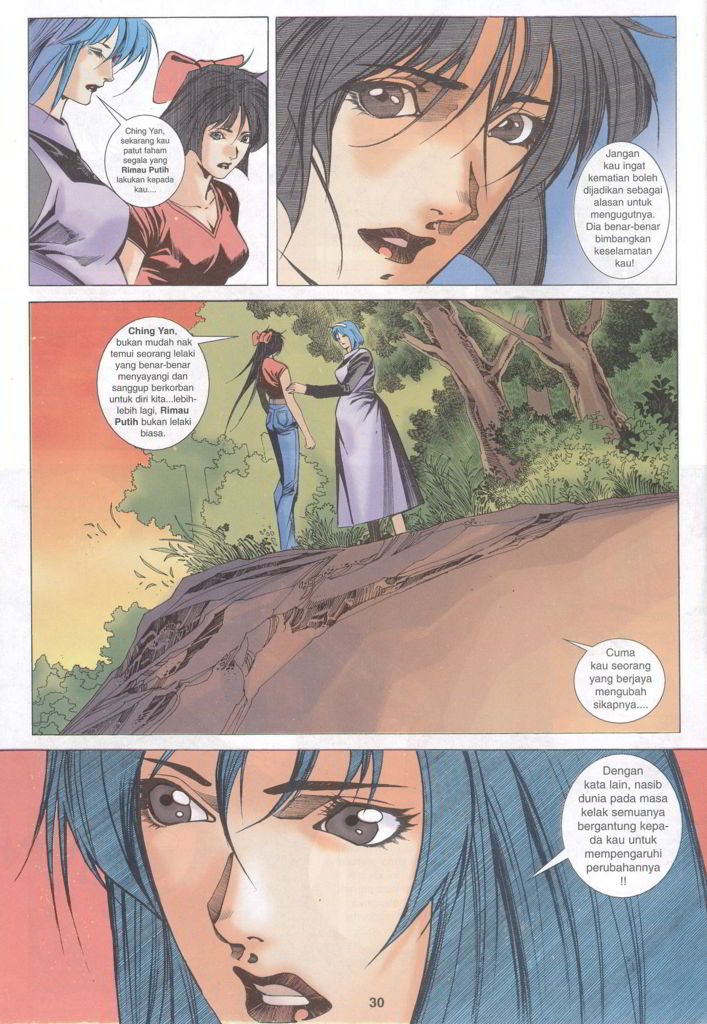 Ching Yan,
sekarang kau
patut faham
segala yang
Rimau Putih
lakukan kepada
kau....
Jangan
kau ingat
kematian boleh
dijadikan sebagai
alasan untuk
mengugutnya.
Dia benar-benar
bimbangkan
keselamatan
kau!
Ching Yan,
bukan mudah nak
temui seorang lelaki
yang benar-benar
menyayangi dan
sanggup berkorban
untuk diri kita...lebih-
lebih lagi, Rimau
Putih bukan lelaki
biasa.
Cuma
kau seorang
yang berjaya
mengubah
sikapnya....
Dengan
kata lain, nasib
dunia pada masa
kelak semuanya
bergantung kepa-
da kau untuk
mempengaruhi
perubahannya
!!
30